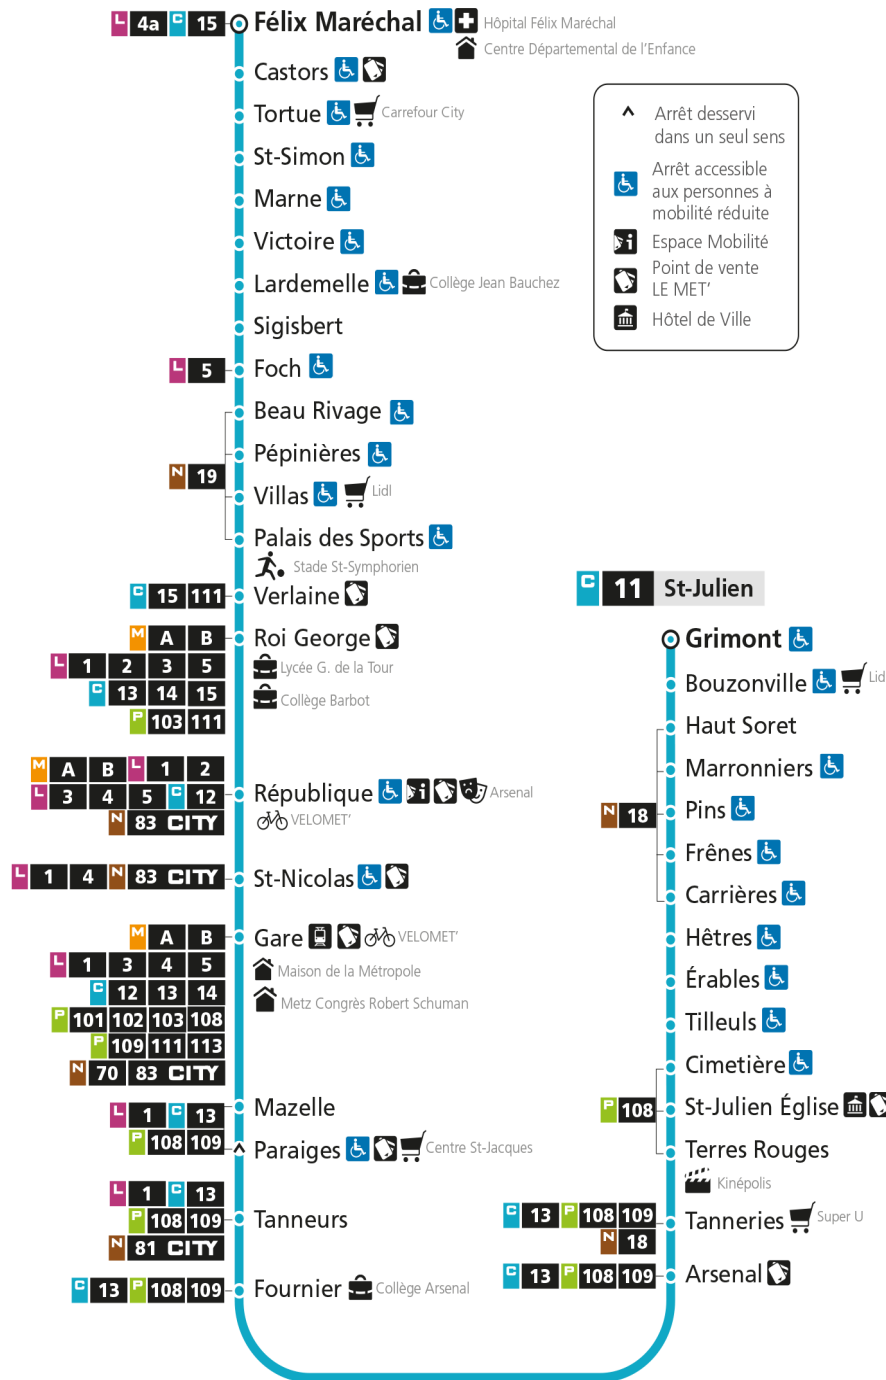 L 4a C 15 Félix Maréchal Hôpital Félix Maréchal
Centre Départemental de l'Enfance
Castors
Tortue Carrefour City
St-Simon
Marne
Victoire
Lardemelle Collège Jean Bauchez
Sigisbert
L 5 Foch
Beau Rivage
Pépinières
N 19
Villas Lidl
Palais des Sports
Stade St-Symphorien
C 15 111 Verlaine
M A B Roi George
L 1 2 3 5 Lycée G. de la Tour
C 13 14 15 Collège Barbot
P 103 111
M A B L 1 2
L 3 4 5 C 12 République i Arsenal
N 83 CITY VELOMET'
L 1 4 N 83 CITY St-Nicolas
M A B Gare VELOMET'
L 1 3 4 5 Maison de la Métropole
C 12 13 14 Metz Congrès Robert Schuman
P 101 102 103 108
P 109 111 113
N 70 83 CITY
L 1 C 13 Mazelle
P 108 109 Paraiges Centre St-Jacques
L 1 C 13
P 108 109 Tanneurs
N 81 CITY
C 13 P 108 109 Fournier Collège Arsenal
Arrêt desservi
dans un seul sens
Arrêt accessible
aux personnes à
mobilité réduite
i Espace Mobilité
Point de vente
LE MET'
Hôtel de Ville
C 11 St-Julien
Grimont
Bouzonville Lid
Haut Soret
Marronniers
N 18 Pins
Frênes
Carrières
Hêtres
Érables
Tilleuls
Cimetière
P 108 St-Julien Église
Terres Rouges
Kinépolis
C 13 P 108 109 Tanneries Super U
N 18
C 13 P 108 109 Arsenal